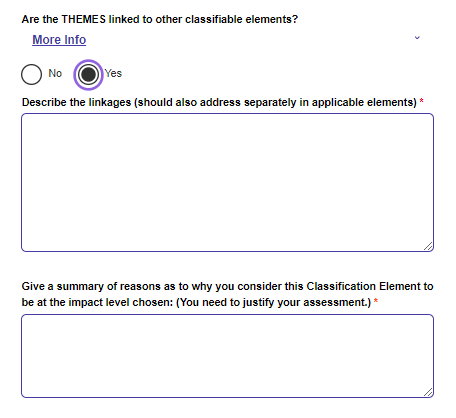 Are the THEMES linked to other classifiable elements?
More Info
No Yes
Describe the linkages (should also address separately in applicable elements) *
Give a summary of reasons as to why you consider this Classification Element to
be at the impact level chosen: (You need to justify your assessment.) *